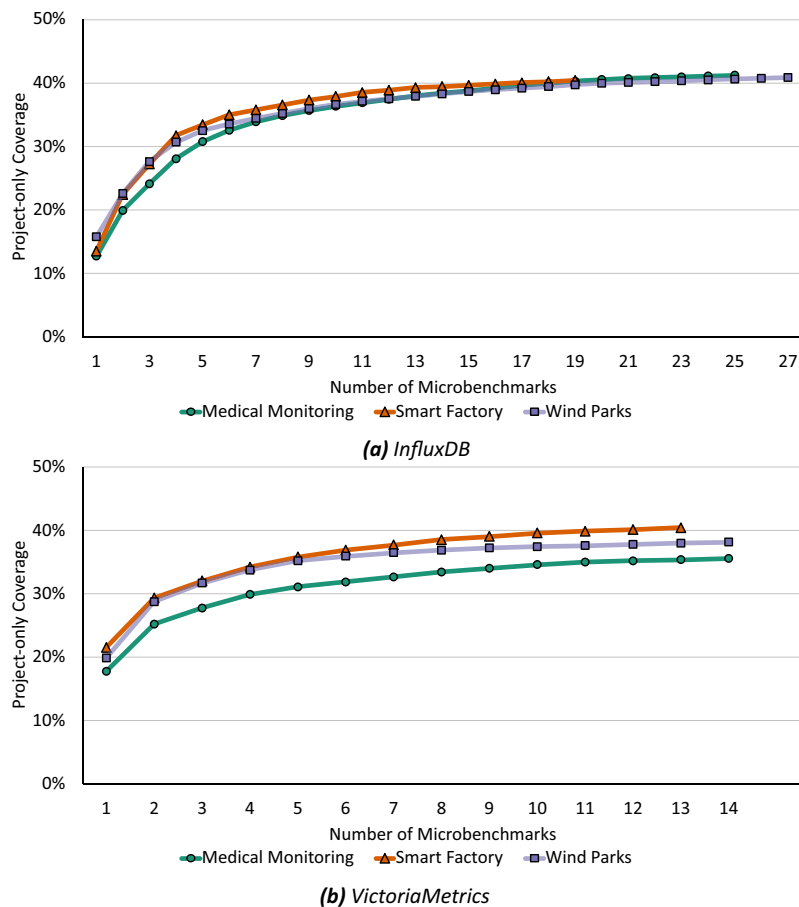 50%
40%
30%
20%
10%
0%
Project-only Coverage
1 3 5 7 9 11 13 15 17 19 21 23 25 27
Number of Microbenchmarks
Medical Monitoring Smart Factory Wind Parks
(a) InfluxDB
50%
40%
30%
20%
10%
0%
Project-only Coverage
1 2 3 4 5 6 7 8 9 10 11 12 13 14
Number of Microbenchmarks
Medical Monitoring Smart Factory Wind Parks
(b) VictoriaMetrics